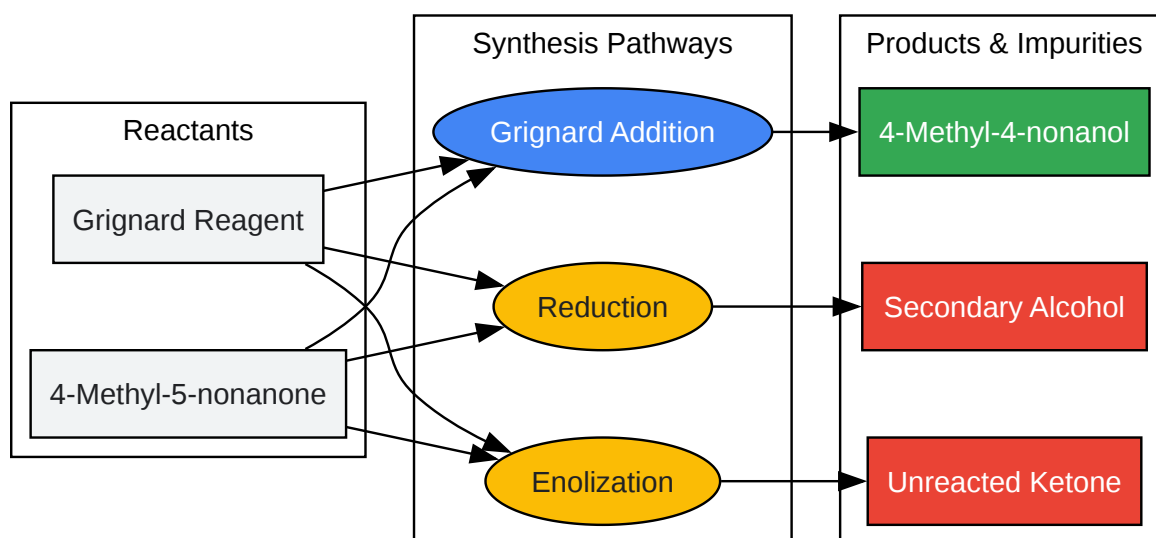 Reactants
Grignard Reagent
4-Methyl-5-nonanone
Synthesis Pathways
Grignard Addition
Reduction
Enolization
Products & Impurities
4-Methyl-4-nonanol
Secondary Alcohol
Unreacted Ketone